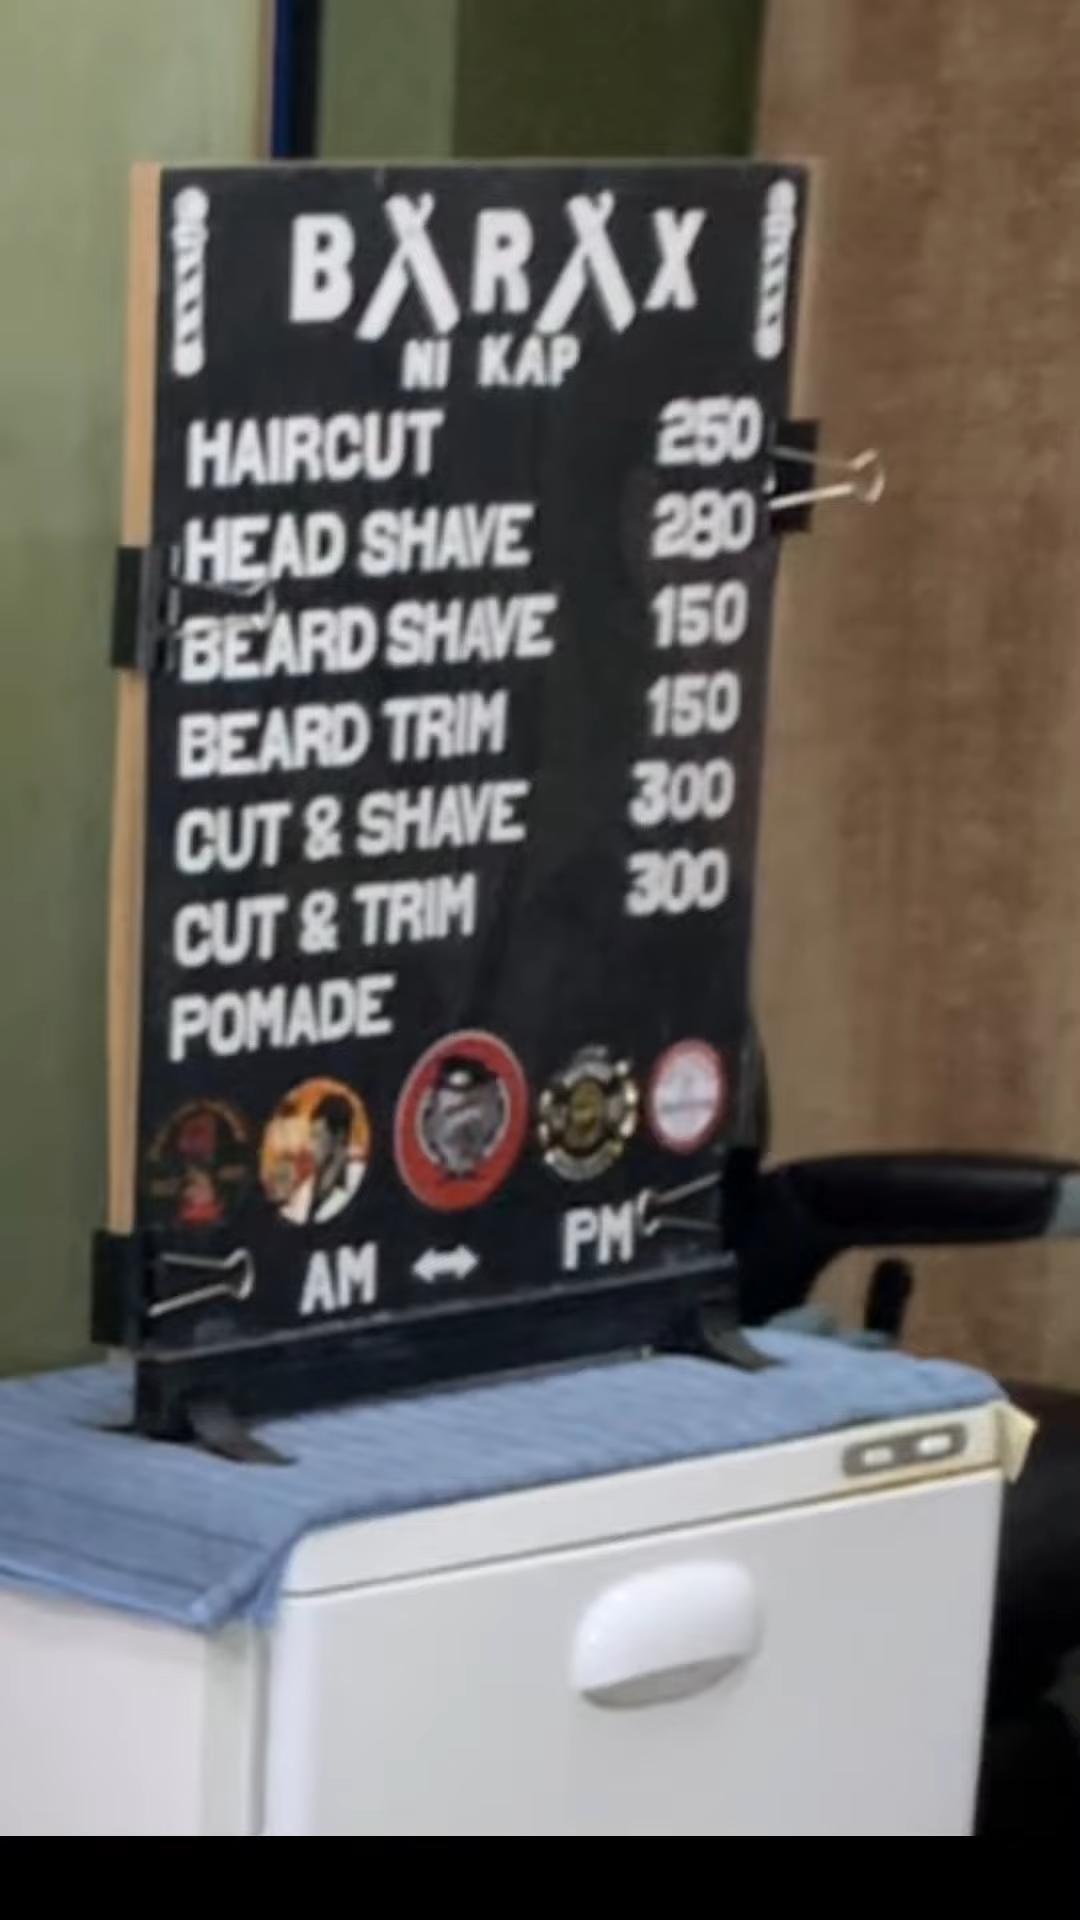 BARAX
NI KAP
HAIRCUT 250
HEAD SHAVE 280
BEARD SHAVE 150
BEARD TRIM 150
CUT & SHAVE 300
CUT & TRIM 300
POMADE
AM ↔ PM